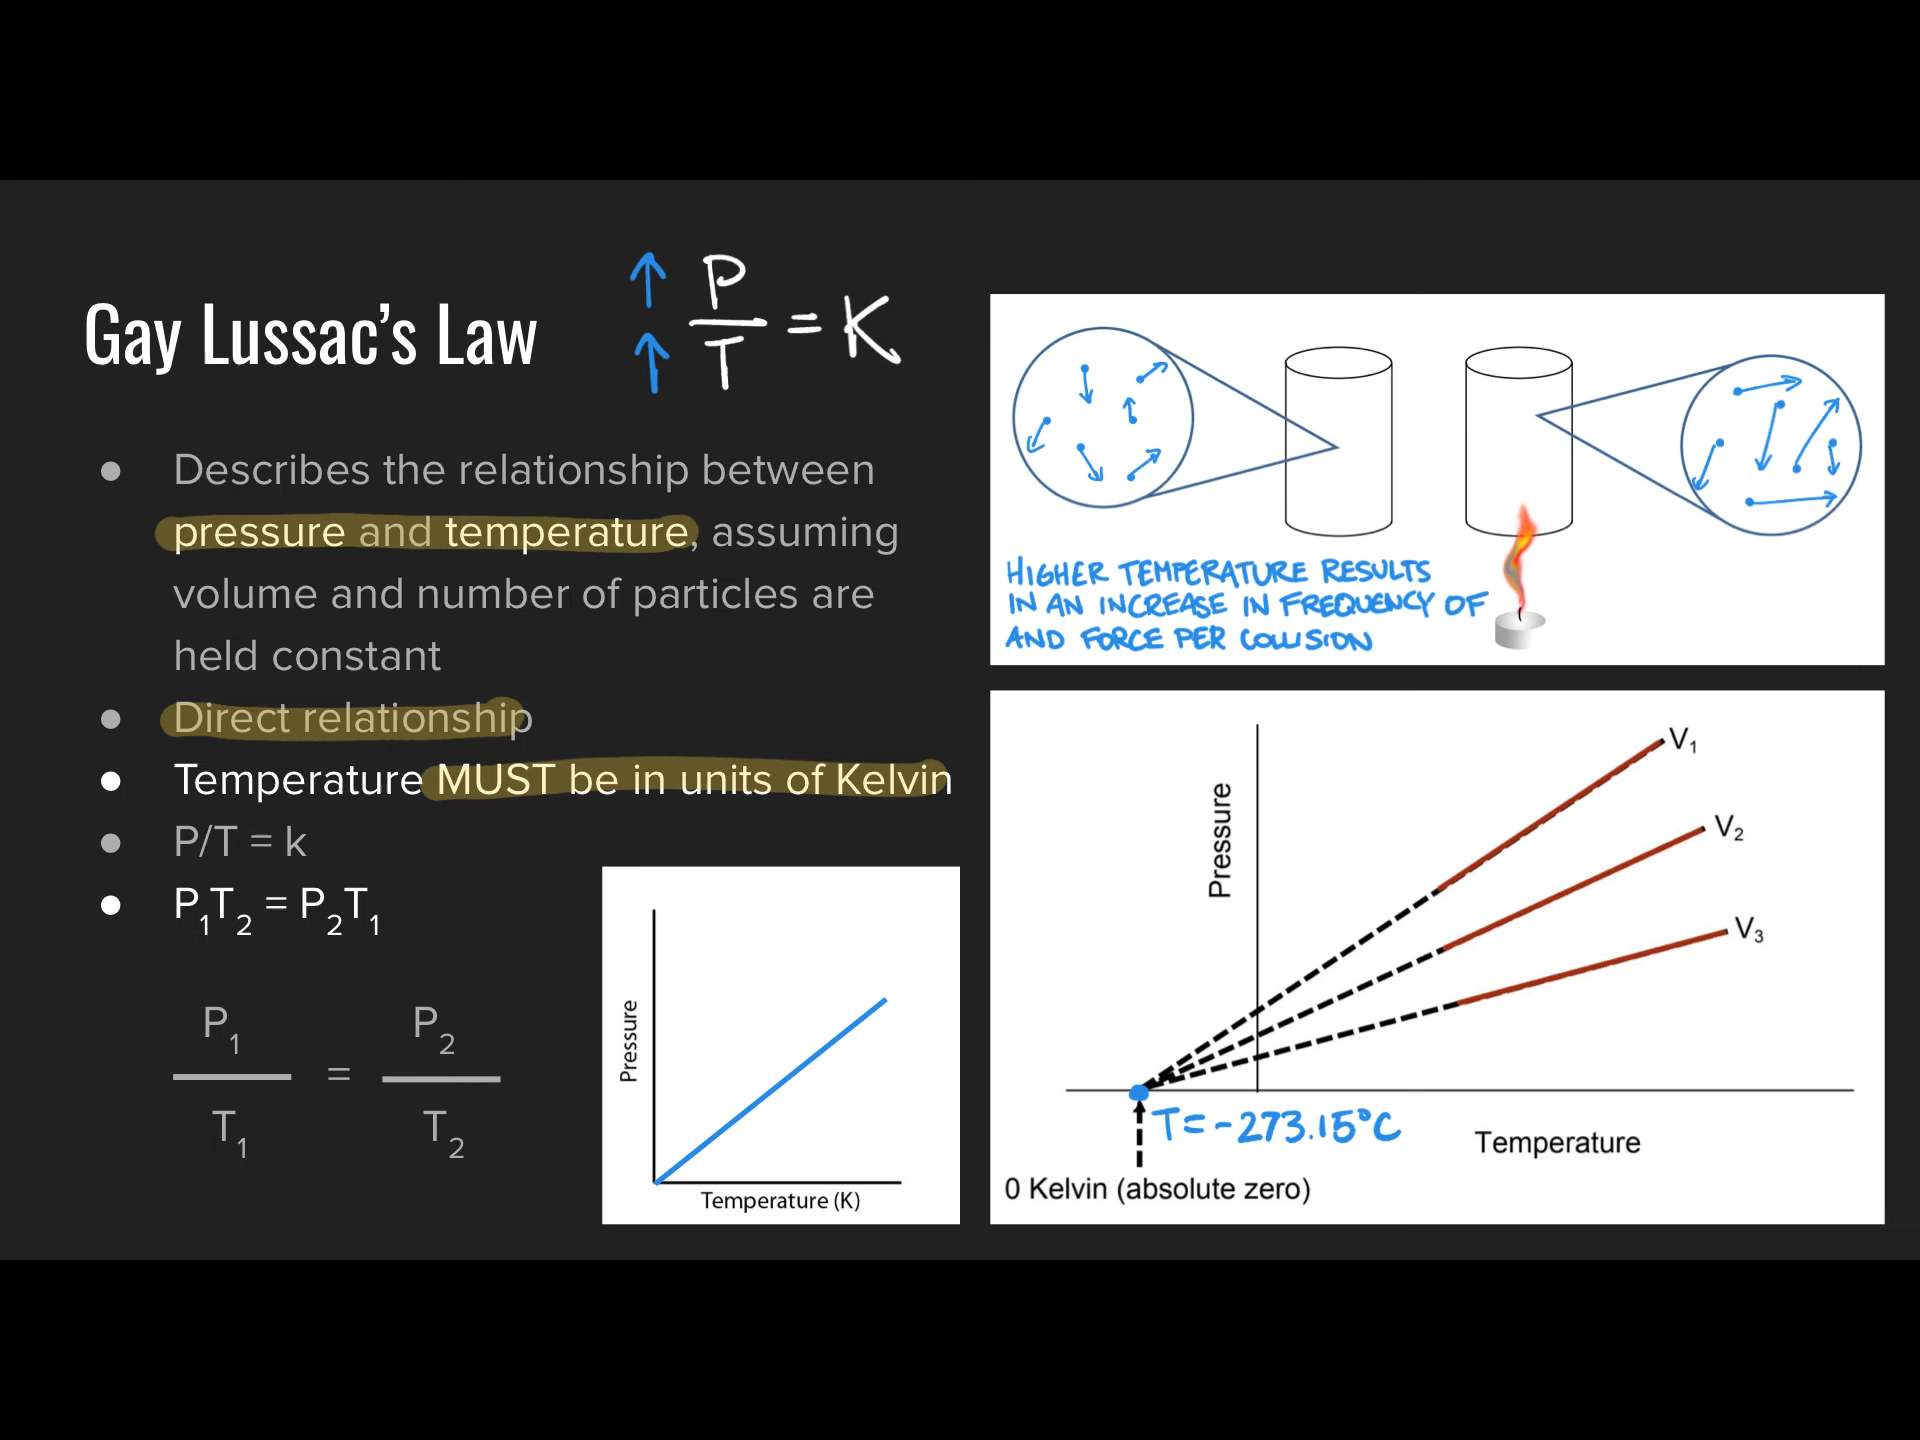 Gay Lussac's Law
↑ P
↑ T = K
● Describes the relationship between
pressure and temperature, assuming
volume and number of particles are
held constant
● Direct relationship
● Temperature MUST be in units of Kelvin
● P/T = k
● P₁T₂ = P₂T₁
P₁ = P₂
T₁ T₂
Pressure
Temperature (K)
HIGHER TEMPERATURE RESULTS
IN AN INCREASE IN FREQUENCY OF
AND FORCE PER COLLISION
Pressure
V₁
V₂
V₃
T=-273.15°C
Temperature
0 Kelvin (absolute zero)